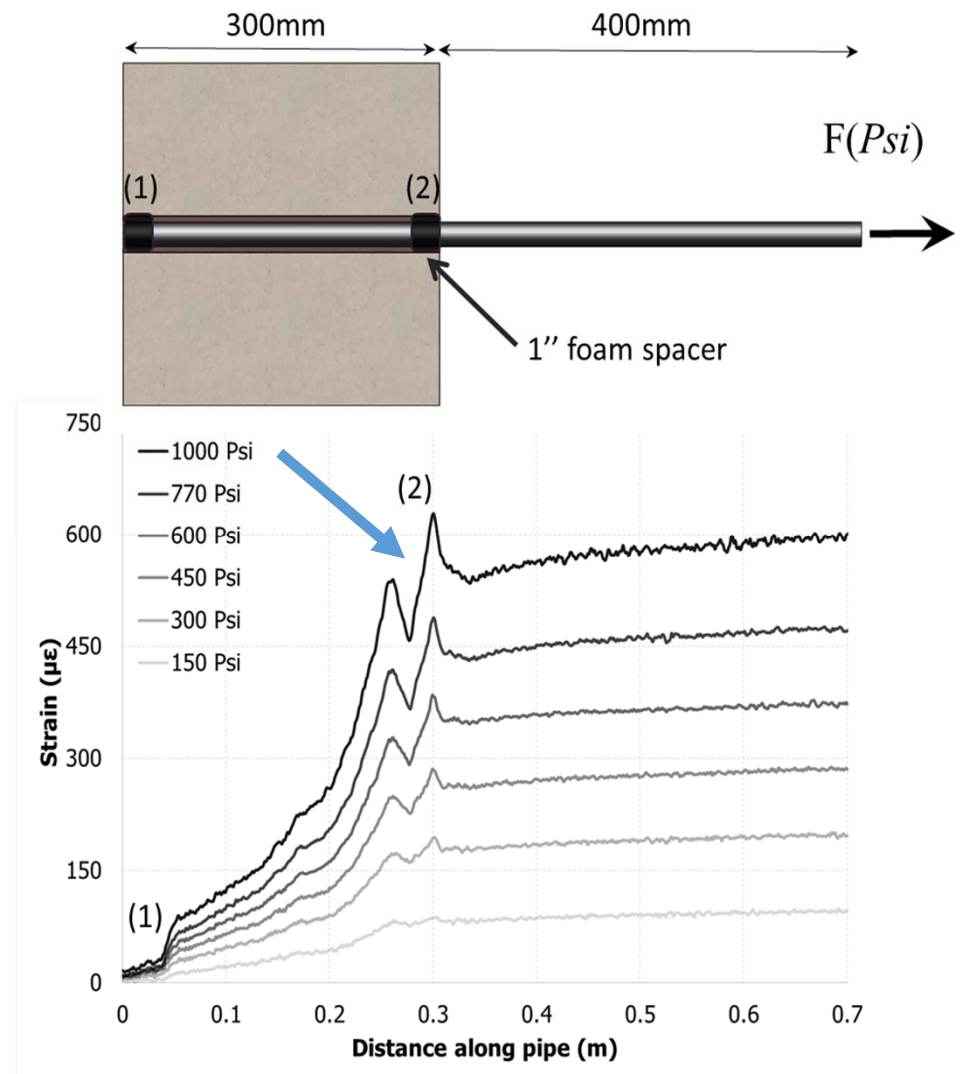 300mm
400mm
F(Psi)
(1)
(2)
1’’ foam spacer
750
600
450
300
150
0
Strain (με)
1000 Psi
770 Psi
600 Psi
450 Psi
300 Psi
150 Psi
(2)
(1)
0
0.1
0.2
0.3
0.4
0.5
0.6
0.7
Distance along pipe (m)